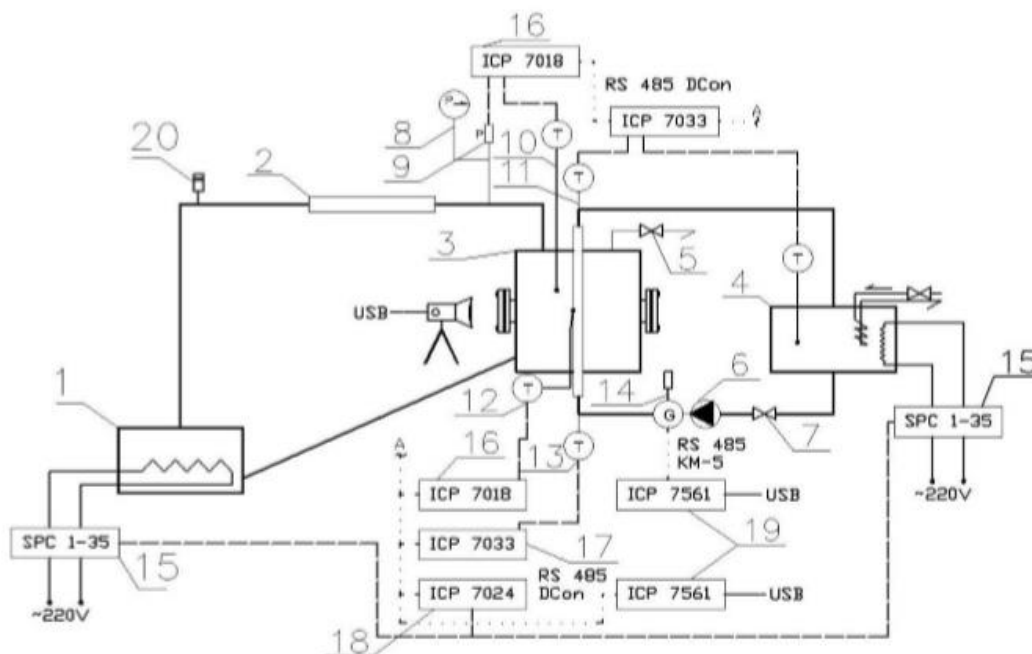 16
ICP 7018
RS 485 DCon
P
A
ICP 7033
8
20
P
T
10
9
T
2
11
3
5
T
4
USB
1
6
15
T
12
14
G
SPC 1-35
RS 485
KM-5
7
A
16
T
13
ICP 7018
ICP 7561
USB
~220V
SPC 1-35
ICP 7033
17
19
15
RS 485
DCon
ICP 7024
ICP 7561
USB
~220V
18